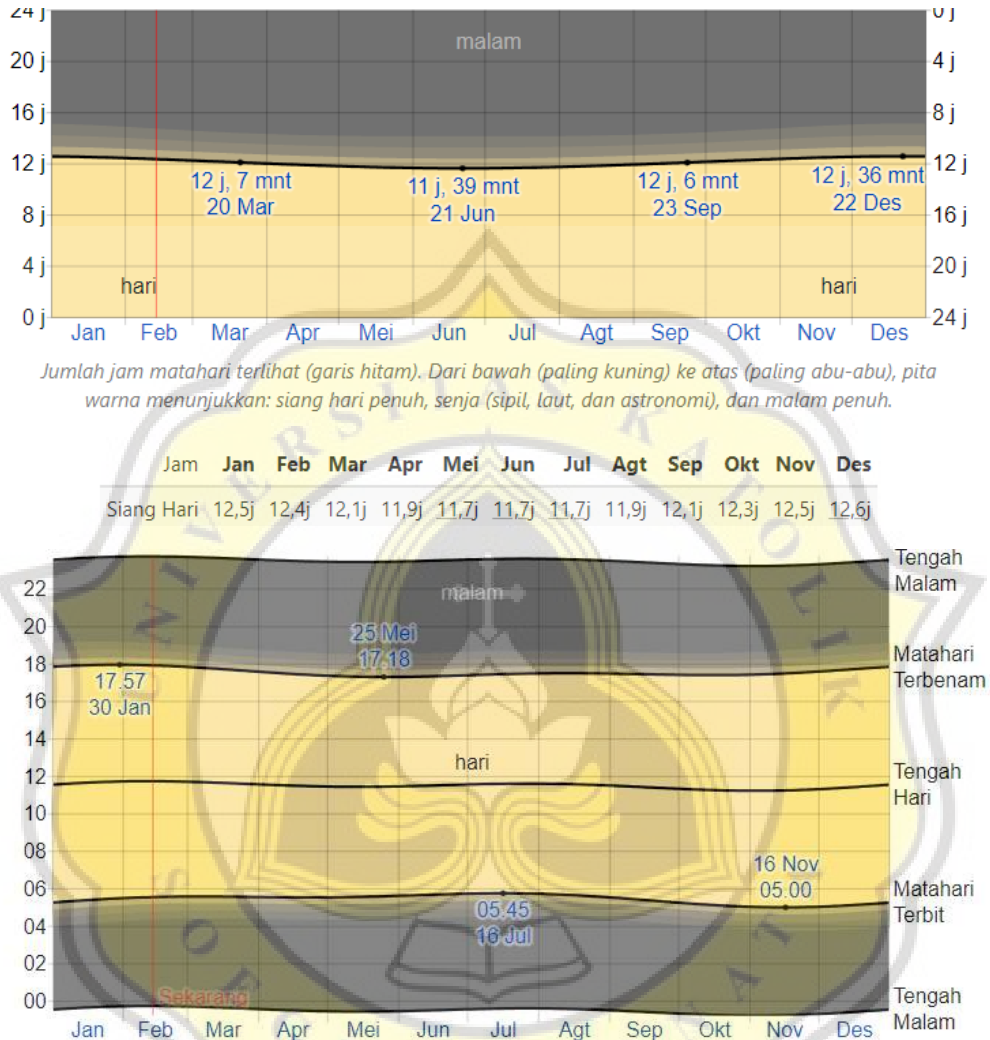 24 j
0 j
malam
20 j
4 j
16 j
8 j
12 j
12 j
12 j, 7 mnt
20 Mar
11 j, 39 mnt
21 Jun
12 j, 6 mnt
23 Sep
12 j, 36 mnt
22 Des
8 j
16 j
4 j
20 j
hari
hari
0 j
24 j
Jan Feb Mar Apr Mei Jun Jul Agt Sep Okt Nov Des
Jumlah jam matahari terlihat (garis hitam). Dari bawah (paling kuning) ke atas (paling abu-abu), pita
warna menunjukkan: siang hari penuh, senja (sipil, laut, dan astronomi), dan malam penuh.
Jam Jan Feb Mar Apr Mei Jun Jul Agt Sep Okt Nov Des
Siang Hari 12,5j 12,4j 12,1j 11,9j 11,7j 11,7j 11,7j 11,9j 12,1j 12,3j 12,5j 12,6j
Tengah
Malam
22
malam
20
25 Mei
17.18
18
Matahari
Terbenam
17.57
30 Jan
16
14
hari
12
Tengah
Hari
10
08
16 Nov
05.00
06
Matahari
Terbit
05.45
16 Jul
04
02
00
Sekarang
Tengah
Malam
Jan Feb Mar Apr Mei Jun Jul Agt Sep Okt Nov Des
UNIVERSITAS KATOLIK